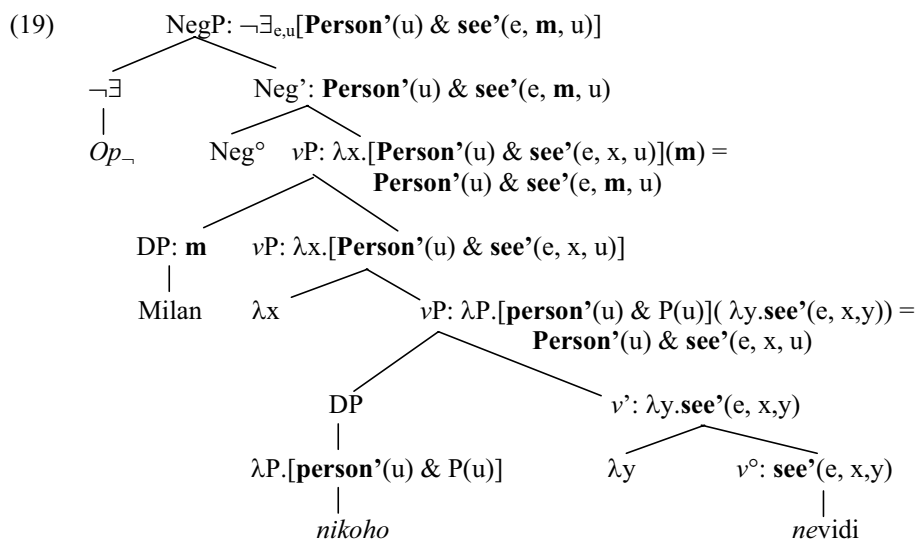 (19) NegP: ¬∃e,u[Person’(u) & see’(e, m, u)]
¬∃ Neg’: Person’(u) & see’(e, m, u)
Op¬ Neg° vP: λx.[Person’(u) & see’(e, x, u)](m) =
Person’(u) & see’(e, m, u)
DP: m vP: λx.[Person’(u) & see’(e, x, u)]
Milan λx vP: λP.[person’(u) & P(u)]( λy.see’(e, x,y)) =
Person’(u) & see’(e, x, u)
DP v’: λy.see’(e, x,y)
λP.[person’(u) & P(u)] λy v°: see’(e, x,y)
nikoho nevidi